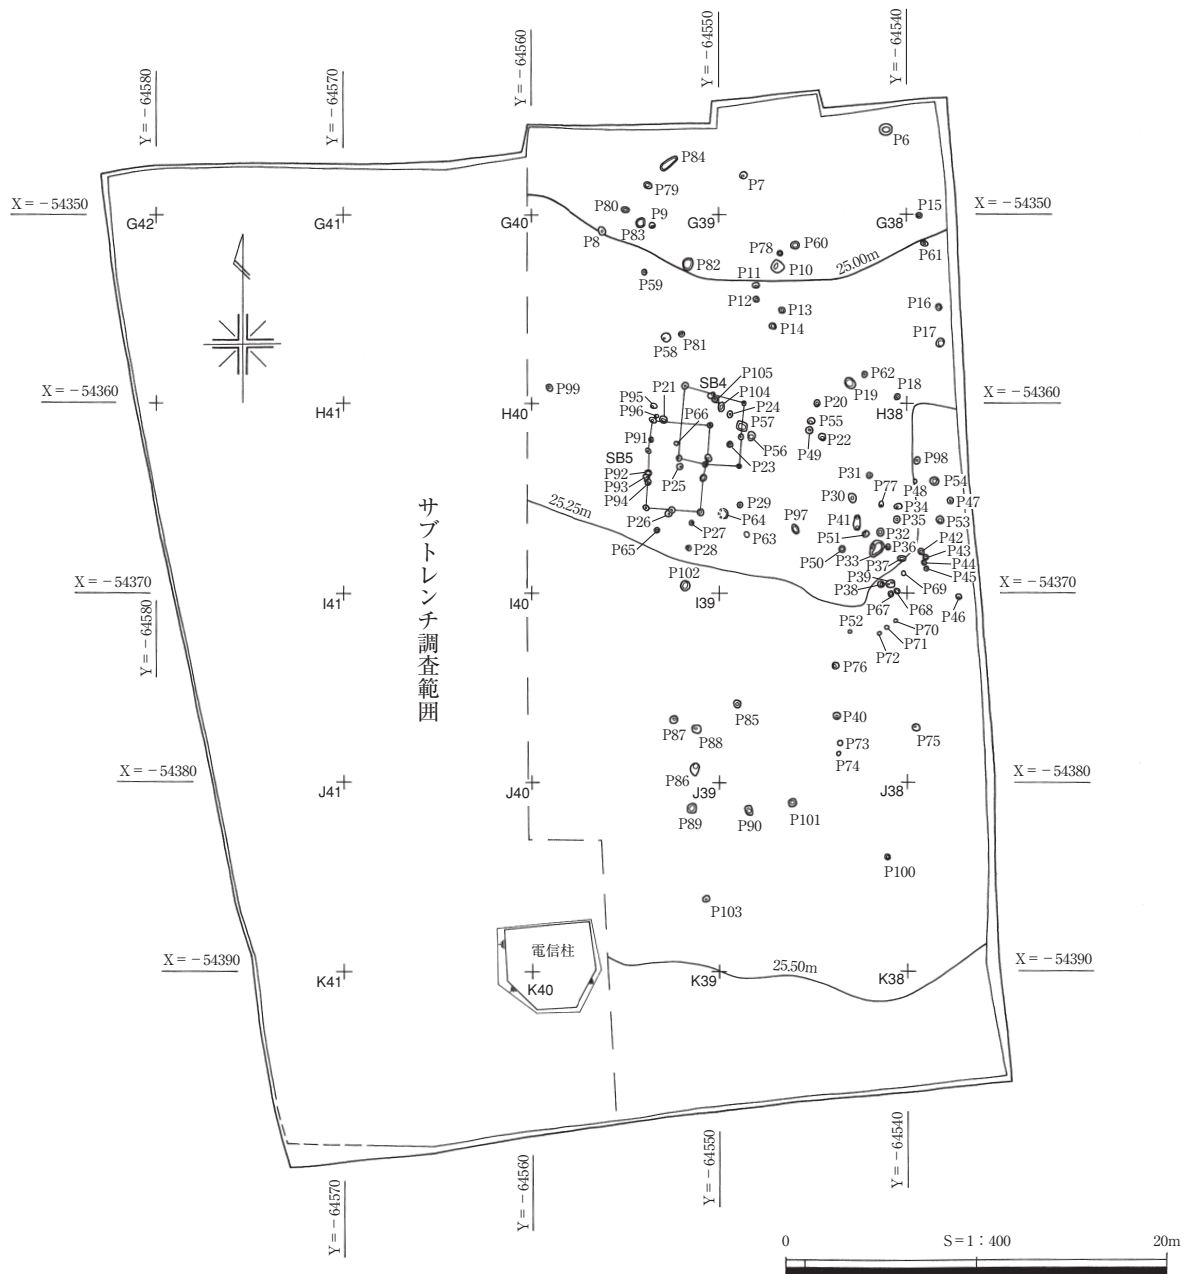 Y=－64540
Y=－64550
Y=－64560
Y=－64570
Y=－64580
P6
P84
P7
P79
X=－54350
P80
P9
P15
X=－54350
G42
G41
G40
G39
G38
P8
P83
P78
P60
P61
P82
P10
25.00m
P59
P11
P12
P13
P16
P14
P17
P58
P81
P105
P62
SB4
P104
P19
P18
X=－54360
P99
P95
P21
P24
P20
X=－54360
H41
H40
P96
P66
P57
P55
H38
P91
P56
P49
P22
SB5
P23
P98
P92
P25
P31
P77
P48
P54
P93
P30
P47
P94
P29
P34
サブトレンチ調査範囲
25.25m
P26
P64
P97
P41
P35
P53
P27
P63
P51
P32
P42
P65
P28
P50
P33
P36
P43
P37
P44
P102
P39
P45
X=－54370
P38
P69
X=－54370
I41
I40
I39
P67
P68
P46
Y=－64580
P52
P70
P71
P72
P76
P85
P87
P88
P40
P75
P73
P74
X=－54380
P86
X=－54380
J41
J40
J39
J38
P89
P90
P101
P100
P103
電信柱
X=－54390
25.50m
X=－54390
K41
K40
K39
K38
Y=－64540
Y=－64550
Y=－64560
Y=－64570
0
S=1：400
20m